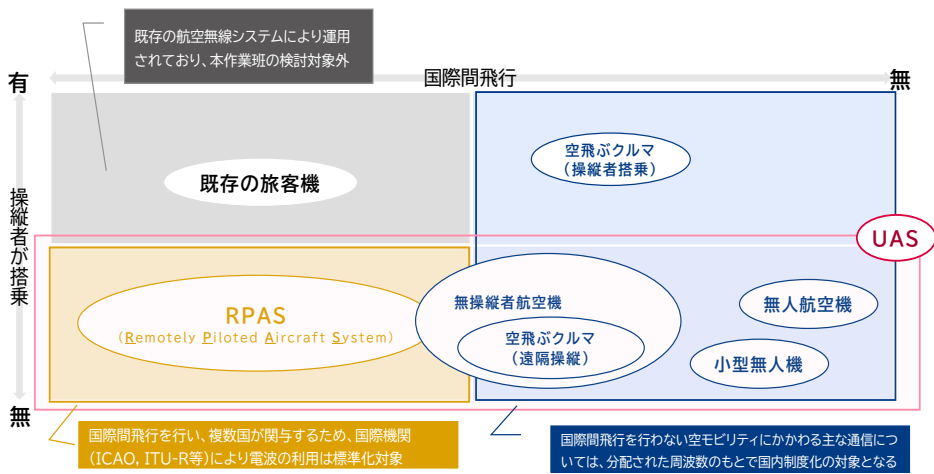 既存の航空無線システムにより運用
されており、本作業班の検討対象外
有
国際間飛行
無
操縦者が搭乗
既存の旅客機
空飛ぶクルマ
（操縦者搭乗）
UAS
RPAS
（Remotely Piloted Aircraft System）
無操縦者航空機
空飛ぶクルマ
（遠隔操縦）
無人航空機
小型無人機
無
国際間飛行を行い、複数国が関与するため、国際機関
（ICAO, ITU-R等）により電波の利用は標準化対象
国際間飛行を行わない空モビリティにかかわる主な通信につ
いては、分配された周波数のもとで国内制度化の対象となる